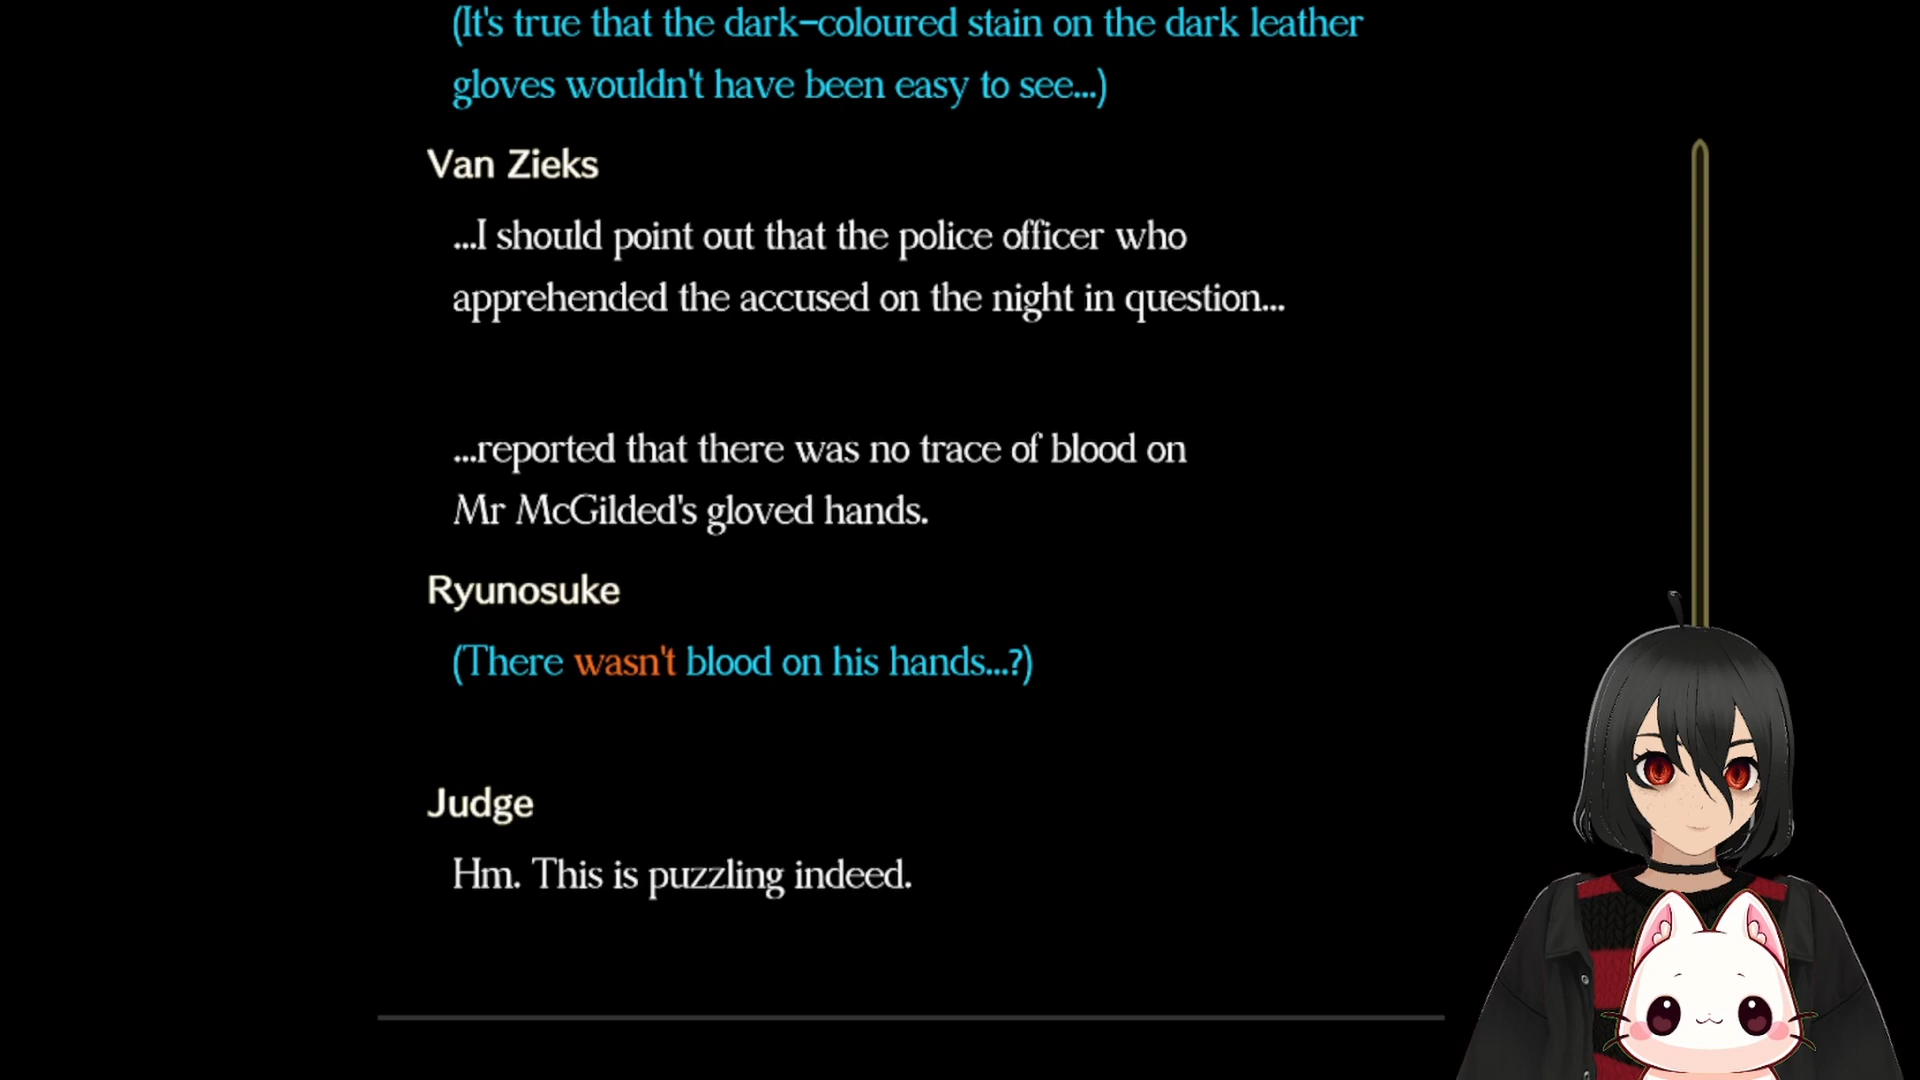 (It's true that the dark-coloured stain on the dark leather
gloves wouldn't have been easy to see...)
Van Zieks
...I should point out that the police officer who
apprehended the accused on the night in question...
...reported that there was no trace of blood on
Mr McGilded's gloved hands.
Ryunosuke
(There wasn't blood on his hands...?)
Judge
Hm. This is puzzling indeed.